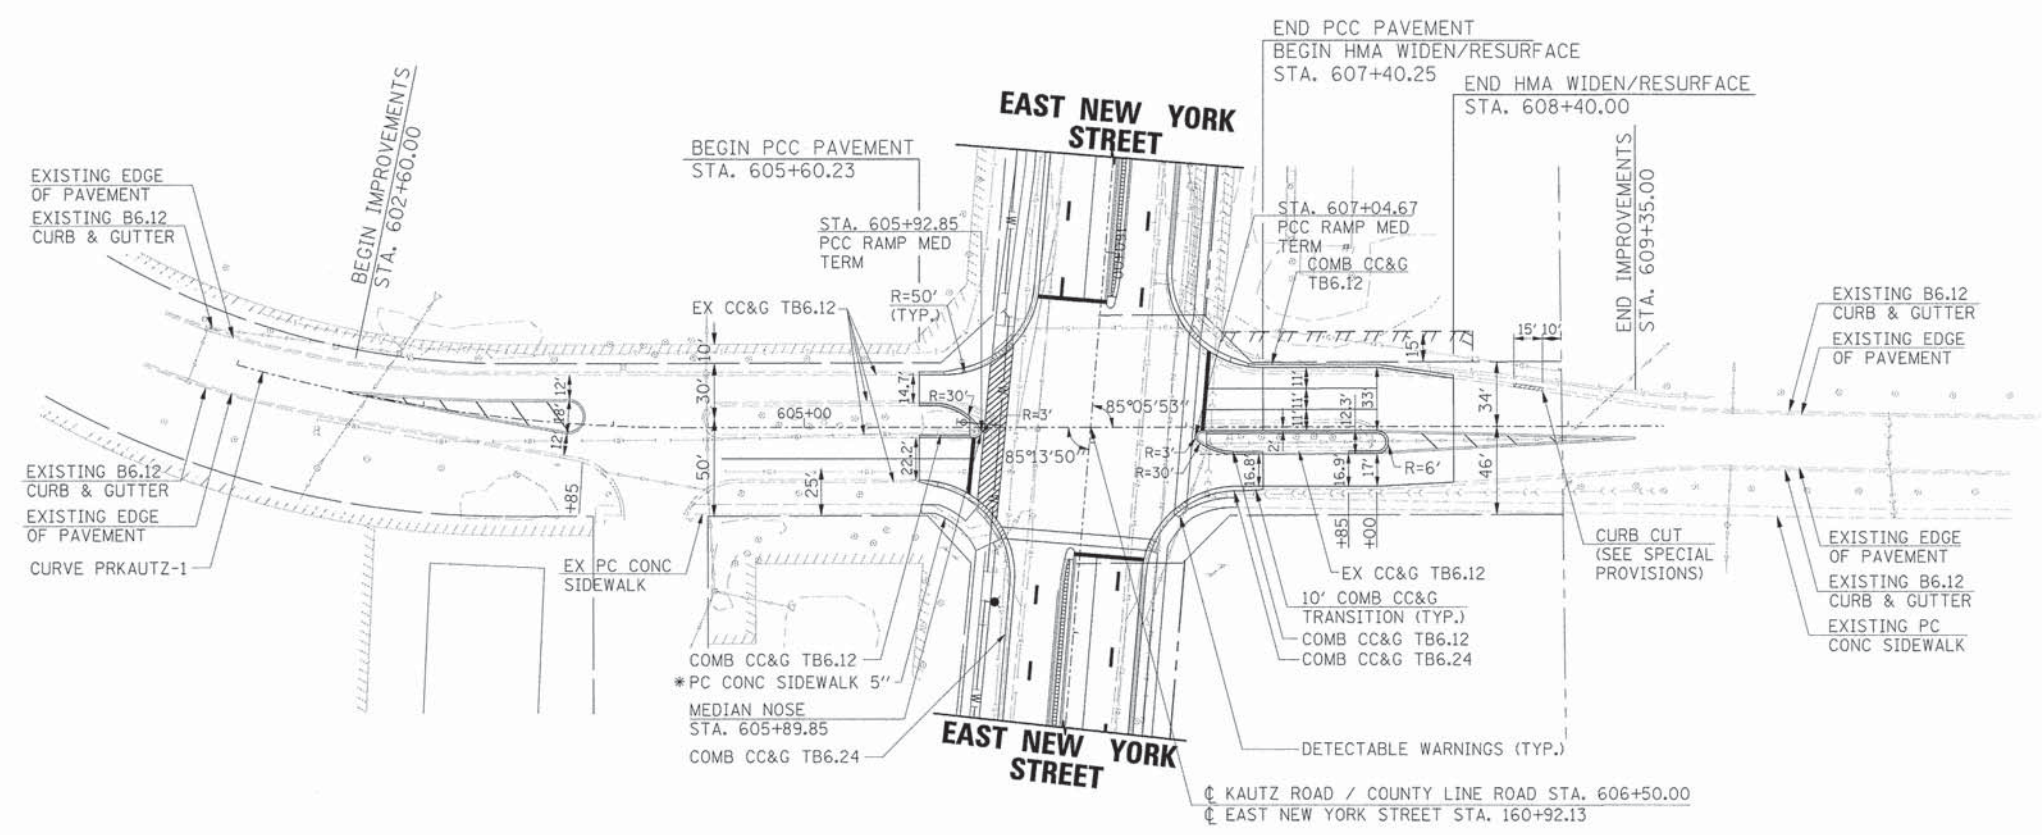 END PCC PAVEMENT
BEGIN HMA WIDEN/RESURFACE
STA. 607+40.25
END HMA WIDEN/RESURFACE
STA. 608+40.00
EAST NEW YORK
STREET
BEGIN IMPROVEMENTS
STA. 602+60.00
BEGIN PCC PAVEMENT
STA. 605+60.23
END IMPROVEMENTS
STA. 609+35.00
EXISTING EDGE
OF PAVEMENT
EXISTING B6.12
CURB & GUTTER
STA. 605+92.85
PCC RAMP MED
TERM
STA. 607+04.67
PCC RAMP MED
TERM
COMB CC&G
TB6.12
EX CC&G TB6.12
R=50'
(TYP.)
EXISTING B6.12
CURB & GUTTER
EXISTING EDGE
OF PAVEMENT
15' 10'
15'
10'
30'
50'
25'
12'
18'
12'
+85
14.7'
22.2'
R=30'
605+00
R=3'
85°05'53"
85°13'50"
R=3'
R=30'
11'
11'
11'
2'
12.3'
33'
34'
46'
16.8'
16.9'
17'
R=6'
+85
+00
EXISTING B6.12
CURB & GUTTER
EXISTING EDGE
OF PAVEMENT
CURVE PRKAUTZ-1
EX PC CONC
SIDEWALK
W
W
CURB CUT
(SEE SPECIAL
PROVISIONS)
EXISTING EDGE
OF PAVEMENT
EXISTING B6.12
CURB & GUTTER
EXISTING PC
CONC SIDEWALK
EX CC&G TB6.12
10' COMB CC&G
TRANSITION (TYP.)
COMB CC&G TB6.12
COMB CC&G TB6.24
COMB CC&G TB6.12
*PC CONC SIDEWALK 5"
MEDIAN NOSE
STA. 605+89.85
COMB CC&G TB6.24
EAST NEW YORK
STREET
DETECTABLE WARNINGS (TYP.)
℄ KAUTZ ROAD / COUNTY LINE ROAD STA. 606+50.00
℄ EAST NEW YORK STREET STA. 160+92.13